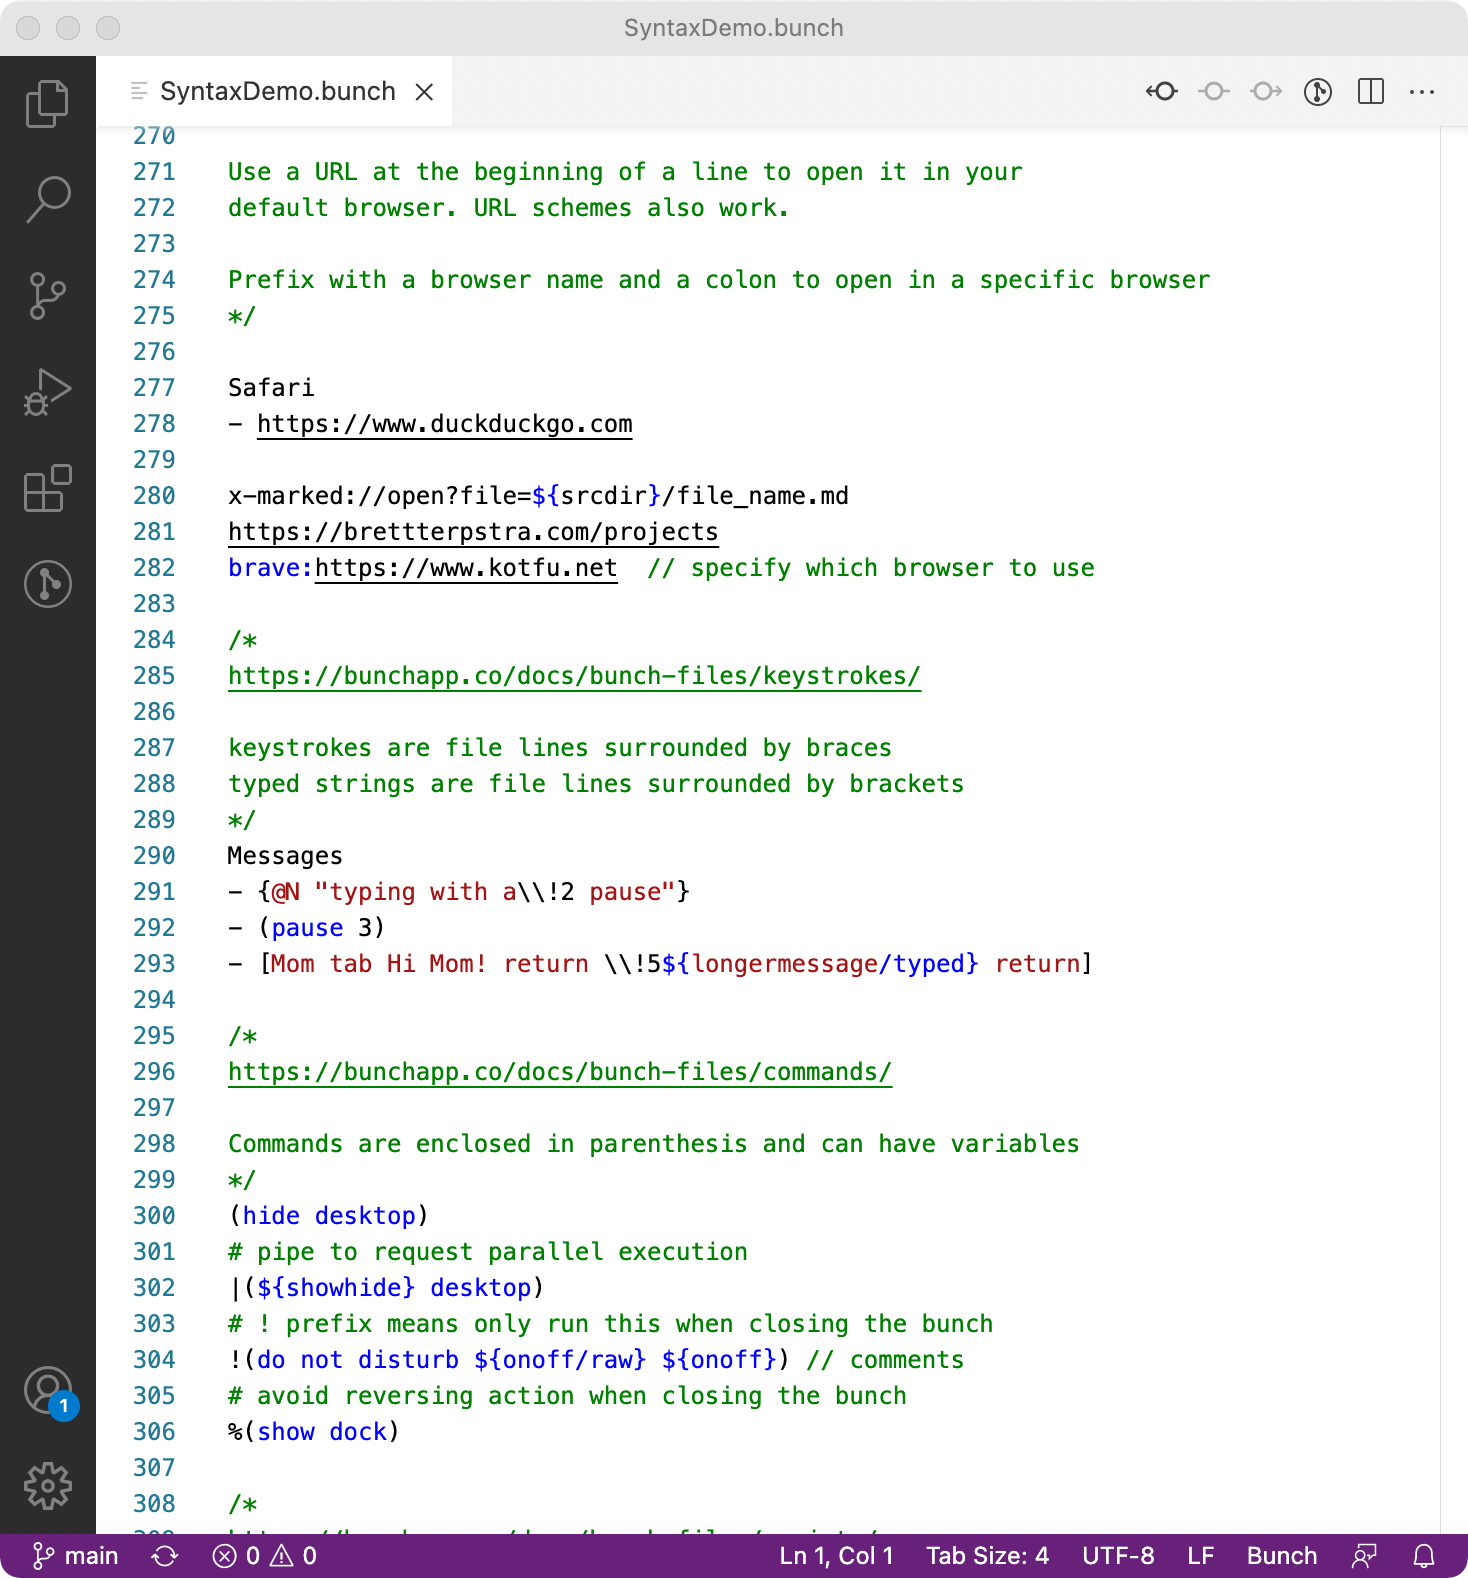 SyntaxDemo.bunch
SyntaxDemo.bunch
270
271 Use a URL at the beginning of a line to open it in your
272 default browser. URL schemes also work.
273
274 Prefix with a browser name and a colon to open in a specific browser
275 */
276
277 Safari
278 - https://www.duckduckgo.com
279
280 x-marked://open?file=${srcdir}/file_name.md
281 https://brettterpstra.com/projects
282 brave:https://www.kotfu.net  // specify which browser to use
283
284 /*
285 https://bunchapp.co/docs/bunch-files/keystrokes/
286
287 keystrokes are file lines surrounded by braces
288 typed strings are file lines surrounded by brackets
289 */
290 Messages
291 - {@N "typing with a\\!2 pause"}
292 - (pause 3)
293 - [Mom tab Hi Mom! return \\!5${longermessage/typed} return]
294
295 /*
296 https://bunchapp.co/docs/bunch-files/commands/
297
298 Commands are enclosed in parenthesis and can have variables
299 */
300 (hide desktop)
301 # pipe to request parallel execution
302 |(${showhide} desktop)
303 # ! prefix means only run this when closing the bunch
304 !(do not disturb ${onoff/raw} ${onoff}) // comments
305 # avoid reversing action when closing the bunch
306 %(show dock)
307
308 /*
1
main 0 0 Ln 1, Col 1 Tab Size: 4 UTF-8 LF Bunch